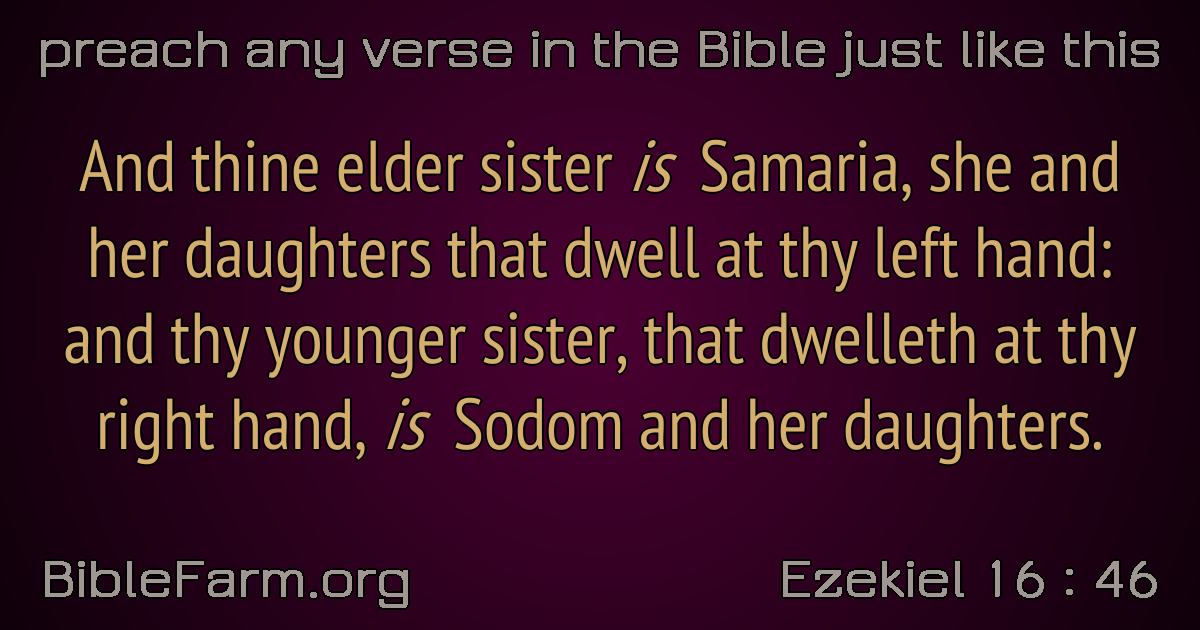 preach any verse in the Bible just like this
And thine elder sister is Samaria, she and
her daughters that dwell at thy left hand:
and thy younger sister, that dwelleth at thy
right hand, is Sodom and her daughters.
BibleFarm.org
Ezekiel 16 : 46